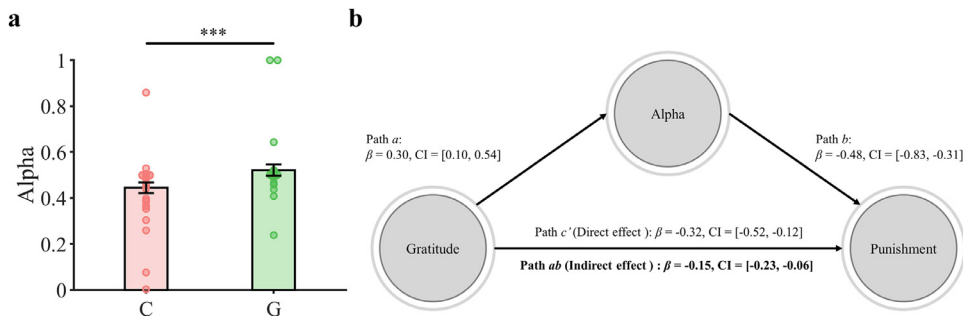 a
***
1
0.8
0.6
0.4
0.2
0
Alpha
C
G
b
Alpha
Path a:
β = 0.30, CI = [0.10, 0.54]
Path b:
β = -0.48, CI = [-0.83, -0.31]
Gratitude
Path c' (Direct effect ): β = -0.32, CI = [-0.52, -0.12]
Path ab (Indirect effect ) : β = -0.15, CI = [-0.23, -0.06]
Punishment